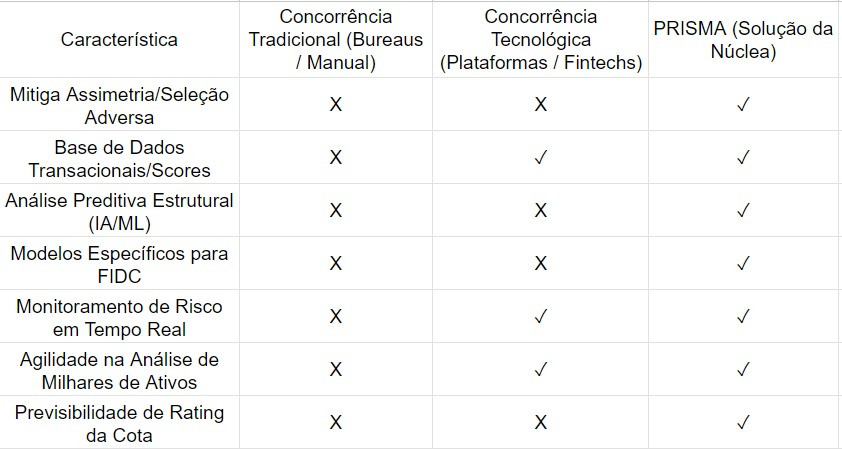 Característica
Concorrência
Tradicional (Bureaus
/ Manual)
Concorrência
Tecnológica
(Plataformas / Fintechs)
PRISMA (Solução da
Núclea)
Mitiga Assimetria/Seleção
Adversa
X
X
✓
Base de Dados
Transacionais/Scores
X
✓
✓
Análise Preditiva Estrutural
(IA/ML)
X
X
✓
Modelos Específicos para
FIDC
X
X
✓
Monitoramento de Risco
em Tempo Real
X
✓
✓
Agilidade na Análise de
Milhares de Ativos
X
✓
✓
Previsibilidade de Rating
da Cota
X
X
✓